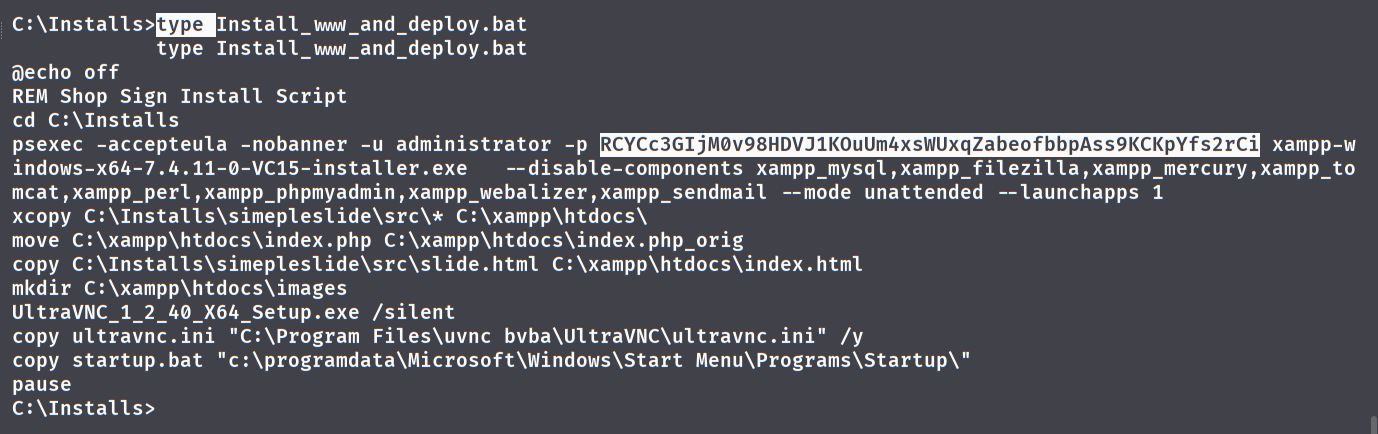 C:\Installs>type Install_www_and_deploy.bat
type Install_www_and_deploy.bat
@echo off
REM Shop Sign Install Script
cd C:\Installs
psexec -accepteula -nobanner -u administrator -p RCYCc3GIjM0v98HDVJ1KOuUm4xsWUxqZabeofbbpAss9KCKpYfs2rCi xampp-w
indows-x64-7.4.11-0-VC15-installer.exe   --disable-components xampp_mysql,xampp_filezilla,xampp_mercury,xampp_to
mcat,xampp_perl,xampp_phpmyadmin,xampp_webalizer,xampp_sendmail --mode unattended --launchapps 1
xcopy C:\Installs\simepleslide\src\* C:\xampp\htdocs\
move C:\xampp\htdocs\index.php C:\xampp\htdocs\index.php_orig
copy C:\Installs\simepleslide\src\slide.html C:\xampp\htdocs\index.html
mkdir C:\xampp\htdocs\images
UltraVNC_1_2_40_X64_Setup.exe /silent
copy ultravnc.ini "C:\Program Files\uvnc bvba\UltraVNC\ultravnc.ini" /y
copy startup.bat "c:\programdata\Microsoft\Windows\Start Menu\Programs\Startup\"
pause
C:\Installs>